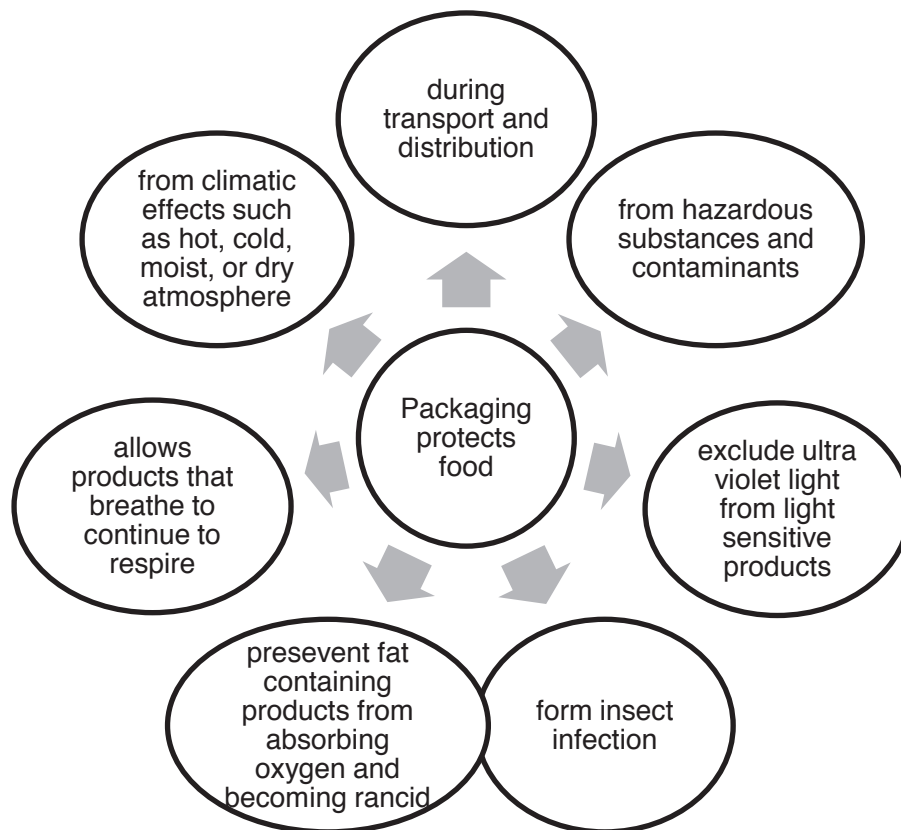 during
transport and
distribution
from climatic
effects such
as hot, cold,
moist, or dry
atmosphere
from hazardous
substances and
contaminants
Packaging
protects
food
allows
products that
breathe to
continue to
respire
exclude ultra
violet light
from light
sensitive
products
presevent fat
containing
products from
absorbing
oxygen and
becoming rancid
form insect
infection